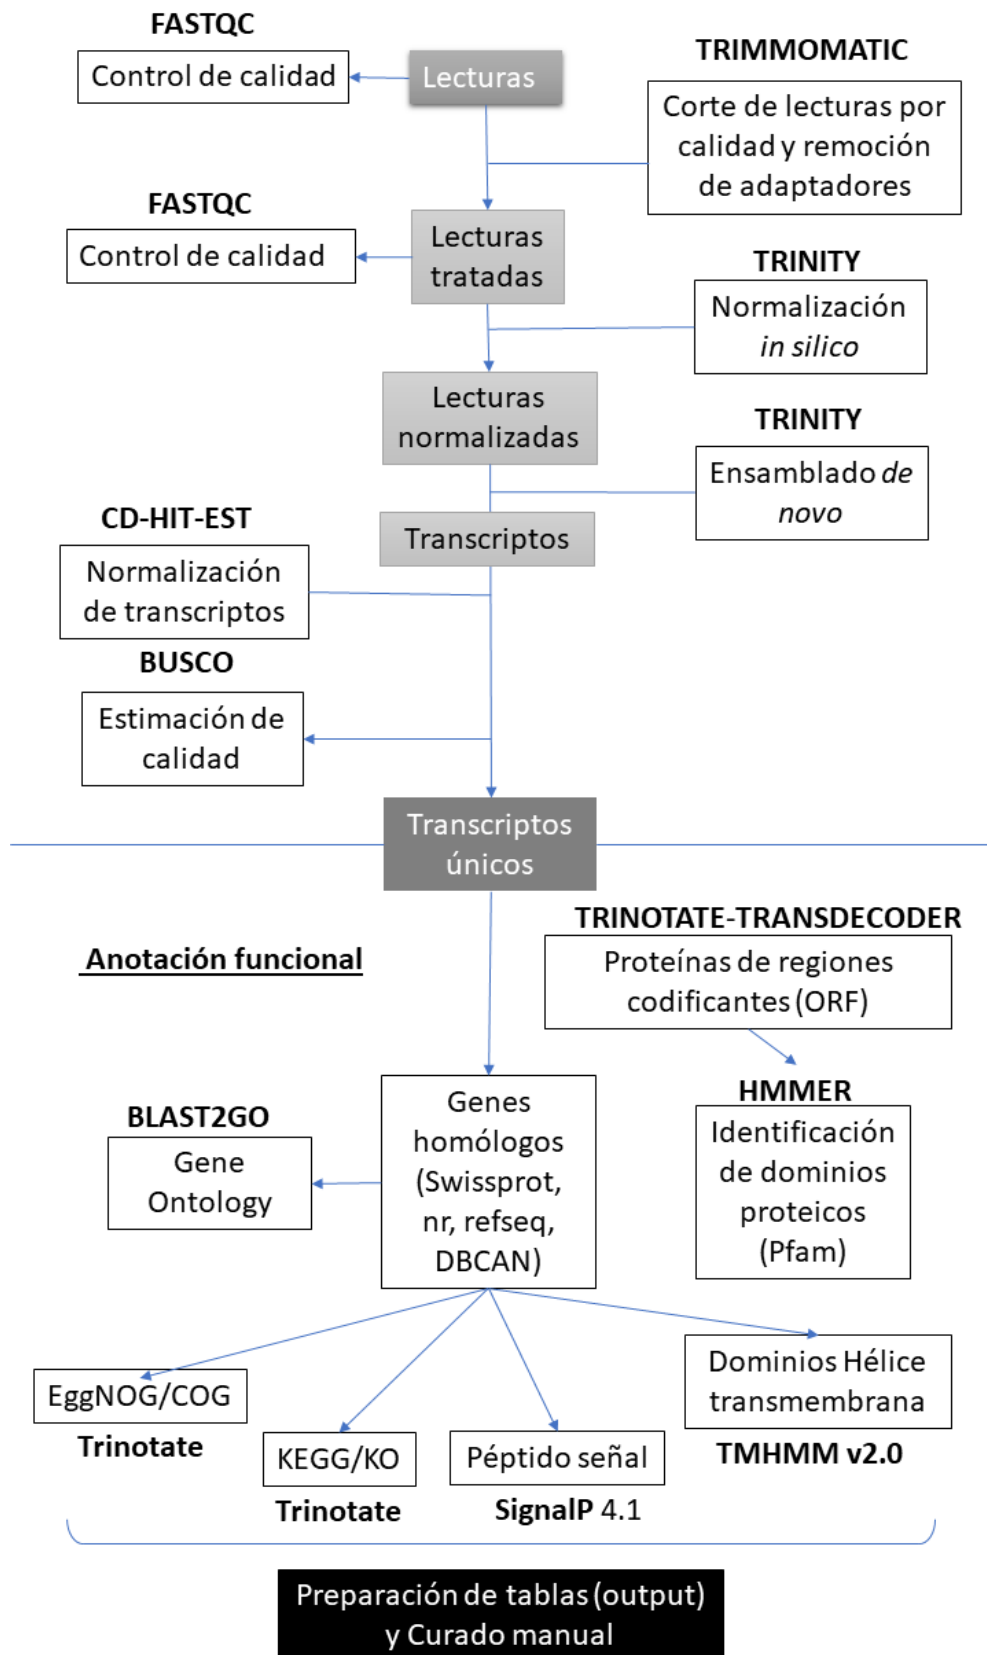 FASTQC
Control de calidad
Lecturas
TRIMMOMATIC
Corte de lecturas por
calidad y remoción
de adaptadores
FASTQC
Control de calidad
Lecturas
tratadas
TRINITY
Normalización
in silico
Lecturas
normalizadas
TRINITY
Ensamblado de
novo
CD-HIT-EST
Normalización
de transcriptos
Transcriptos
BUSCO
Estimación de
calidad
Transcriptos
únicos
Anotación funcional
TRINOTATE-TRANSDECODER
Proteínas de regiones
codificantes (ORF)
BLAST2GO
Gene
Ontology
Genes
homólogos
(Swissprot,
nr, refseq,
DBCAN)
HMMER
Identificación
de dominios
proteicos
(Pfam)
EggNOG/COG
Trinotate
KEGG/KO
Trinotate
Péptido señal
SignalP 4.1
Dominios Hélice
transmembrana
TMHMM v2.0
Preparación de tablas (output)
y Curado manual